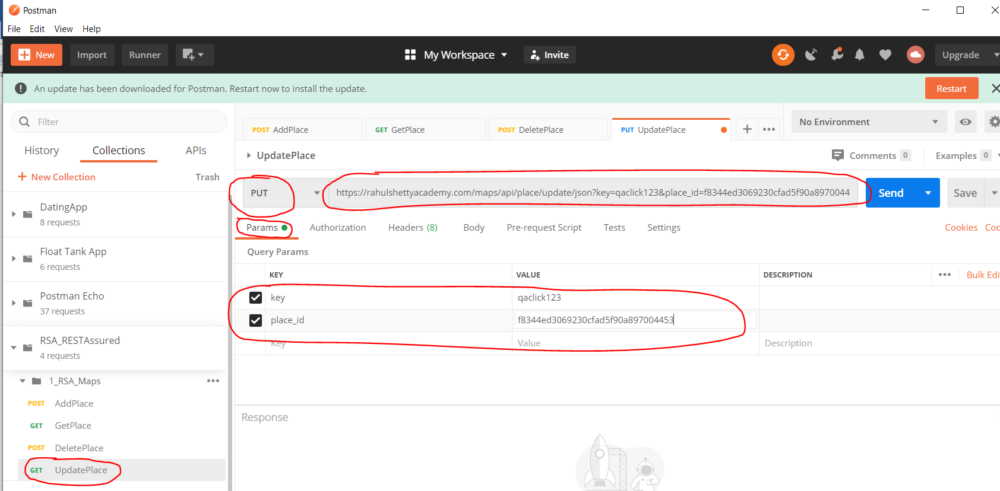 Postman
File Edit View Help
New Import Runner My Workspace Invite Upgrade
An update has been downloaded for Postman. Restart now to install the update. Restart
Filter
History Collections APIs
New Collection Trash
DatingApp
8 requests
Float Tank App
6 requests
Postman Echo
37 requests
RSA_RESTAssured
4 requests
1_RSA_Maps
POST AddPlace
GET GetPlace
POST DeletePlace
GET UpdatePlace
POST AddPlace GET GetPlace POST DeletePlace PUT UpdatePlace No Environment
UpdatePlace Comments 0 Examples 0
PUT https://rahulshettyacademy.com/maps/api/place/update/json?key=qaclick123&place_id=f8344ed3069230cfad5f90a8970044 Send Save
Params Authorization Headers (8) Body Pre-request Script Tests Settings Cookies Coo
Query Params
KEY VALUE DESCRIPTION Bulk Edi
key qaclick123
place_id f8344ed3069230cfad5f90a897004453
Key Value Description
Response